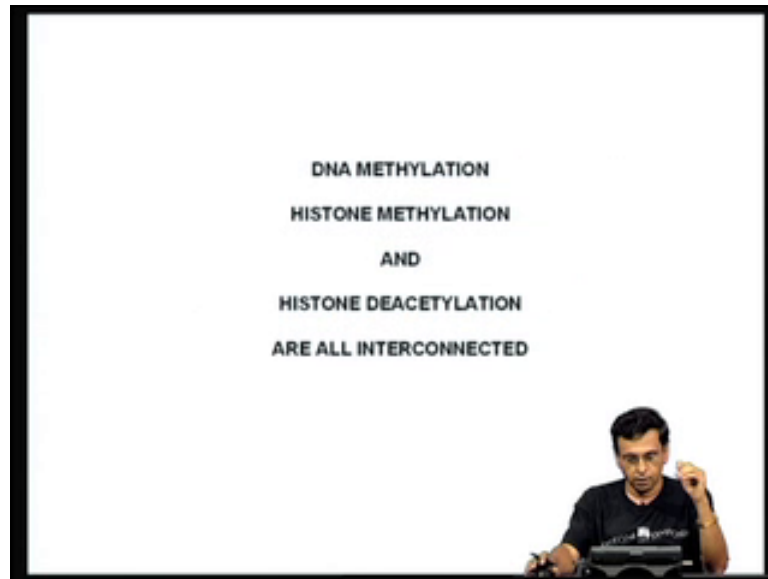 DNA METHYLATION
HISTONE METHYLATION
AND
HISTONE DEACETYLATION
ARE ALL INTERCONNECTED